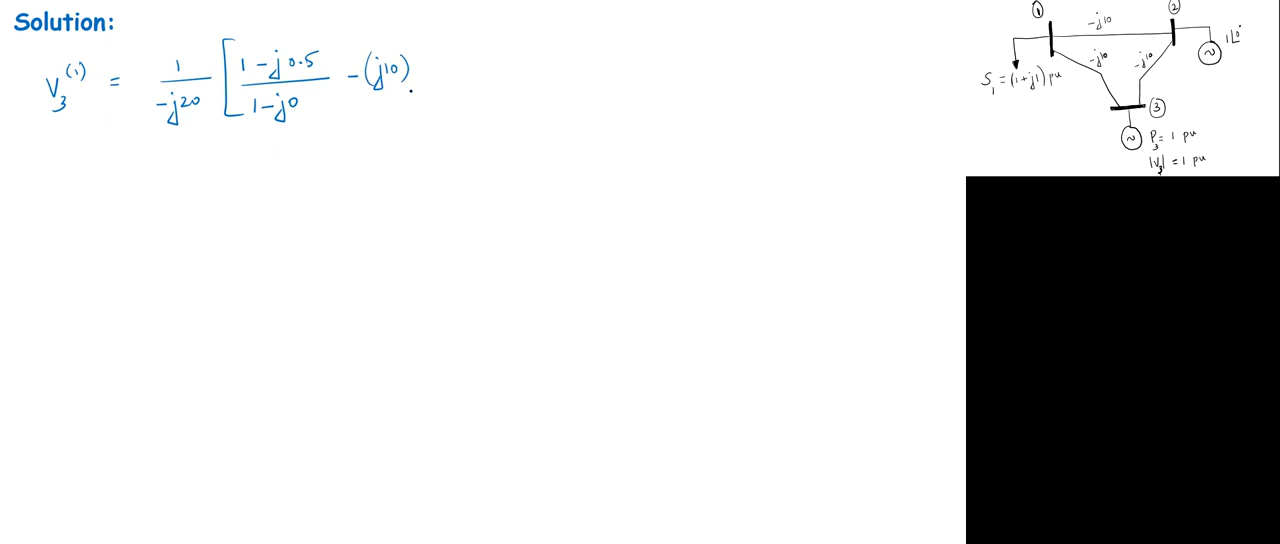 Solution:
V₃⁽¹⁾ = 1/-j20 [ 1-j0.5/1-j0 - (j10)
①
②
-j10
-j10
-j10
1∠0°
S₁ = (1+j1) pu
③
P₃ = 1 pu
|V₃| = 1 pu